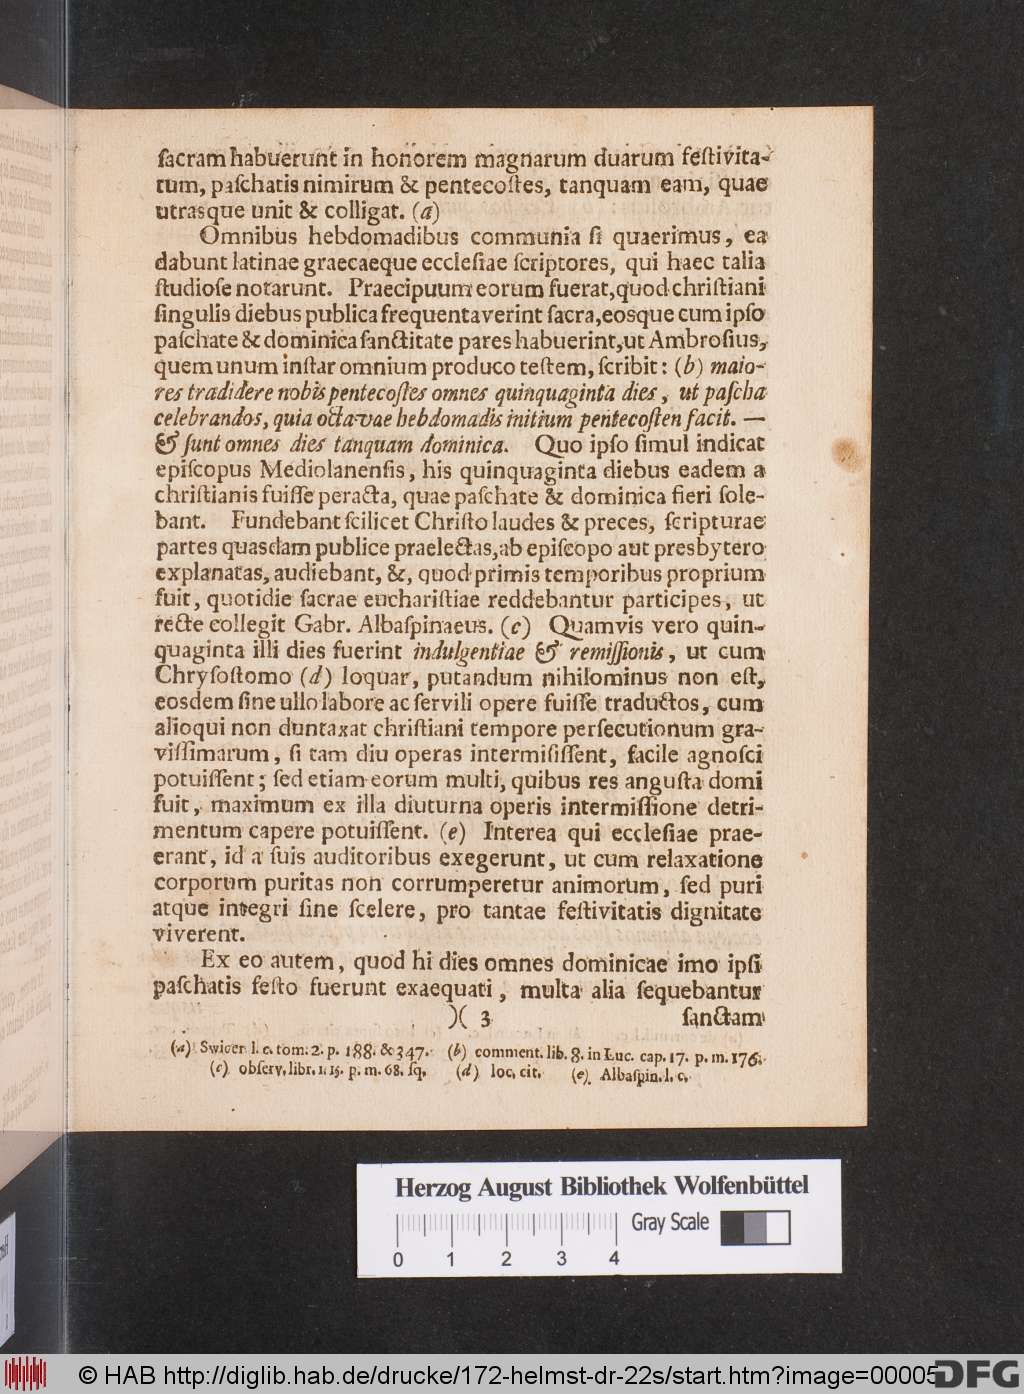 ſacram habuerunt in honorem magnarum duarum feſtivita-
tum, paſchatis nimirum & pentecoſtes, tanquam eam, quae
utrasque unit & colligat. (a)
Omnibus hebdomadibus communia ſi quaerimus, ea
dabunt latinae graecaeque eccleſiae ſcriptores, qui haec talia
ſtudioſe notarunt. Praecipuum eorum fuerat, quod chriſtiani
ſingulis diebus publica frequentaverint ſacra, eosque cum ipſo
paſchate & dominica ſanctitate pares habuerint, ut Ambroſius,
quem unum inſtar omnium produco teſtem, ſcribit: (b) maio-
res tradidere nobis pentecoſtes omnes quinquaginta dies, ut paſcha
celebrandos, quia octavae hebdomadis initium pentecoſten facit. —
& ſunt omnes dies tanquam dominica. Quo ipſo ſimul indicat
epiſcopus Mediolanenſis, his quinquaginta diebus eadem a
chriſtianis fuiſſe peracta, quae paſchate & dominica fieri ſole-
bant. Fundebant ſcilicet Chriſto laudes & preces, ſcripturae
partes quasdam publice praelectas, ab epiſcopo aut presbytero
explanatas, audiebant, &, quod primis temporibus proprium
fuit, quotidie ſacrae euchariſtiae reddebantur participes, ut
recte collegit Gabr. Albaſpinaeus. (c) Quamvis vero quin-
quaginta illi dies fuerint indulgentiae & remiſſionis, ut cum
Chryſoſtomo (d) loquar, putandum nihilominus non eſt,
eosdem ſine ullo labore ac ſervili opere fuiſſe traductos, cum
alioqui non duntaxat chriſtiani tempore perſecutionum gra-
viſſimarum, ſi tam diu operas intermiſiſſent, facile agnoſci
potuiſſent; ſed etiam eorum multi, quibus res anguſta domi
fuit, maximum ex illa diuturna operis intermiſſione detri-
mentum capere potuiſſent. (e) Interea qui eccleſiae prae-
erant, id a ſuis auditoribus exegerunt, ut cum relaxatione
corporum puritas non corrumperetur animorum, ſed puri
atque integri ſine ſcelere, pro tantae feſtivitatis dignitate
viverent.
Ex eo autem, quod hi dies omnes dominicae imo ipſi
paſchatis feſto fuerunt exaequati, multa alia ſequebantur
)( 3 ſanctam
(a) Swicer l. c. tom. 2. p. 188. & 347. (b) comment. lib. 8. in Luc. cap. 17. p. m. 176.
(c) obſerv. libr. 1. 15. p. m. 68. ſq. (d) loc. cit. (e) Albaſpin. l. c.
Herzog August Bibliothek Wolfenbüttel
Gray Scale
0 1 2 3 4
© HAB http://diglib.hab.de/drucke/172-helmst-dr-22s/start.htm?image=00005
DFG